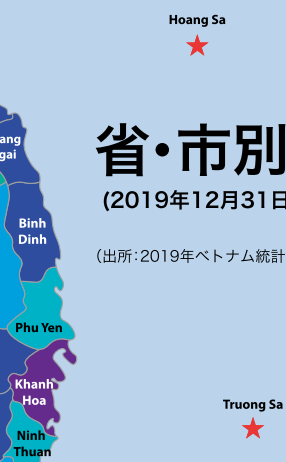 Hoang Sa
省・市別
(2019年12月31日
（出所：2019年ベトナム統計
ang
gai
Binh
Dinh
Phu Yen
Khanh
Hoa
Truong Sa
Ninh
Thuan